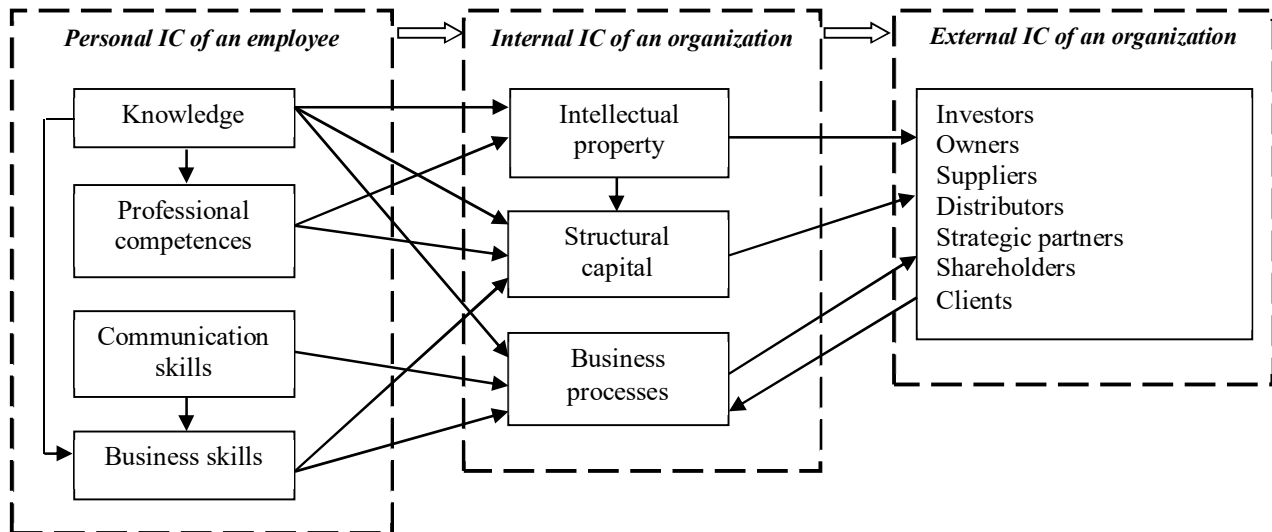 Personal IC of an employee
Internal IC of an organization
External IC of an organization
Knowledge
Professional
competences
Communication
skills
Business skills
Intellectual
property
Structural
capital
Business
processes
Investors
Owners
Suppliers
Distributors
Strategic partners
Shareholders
Clients